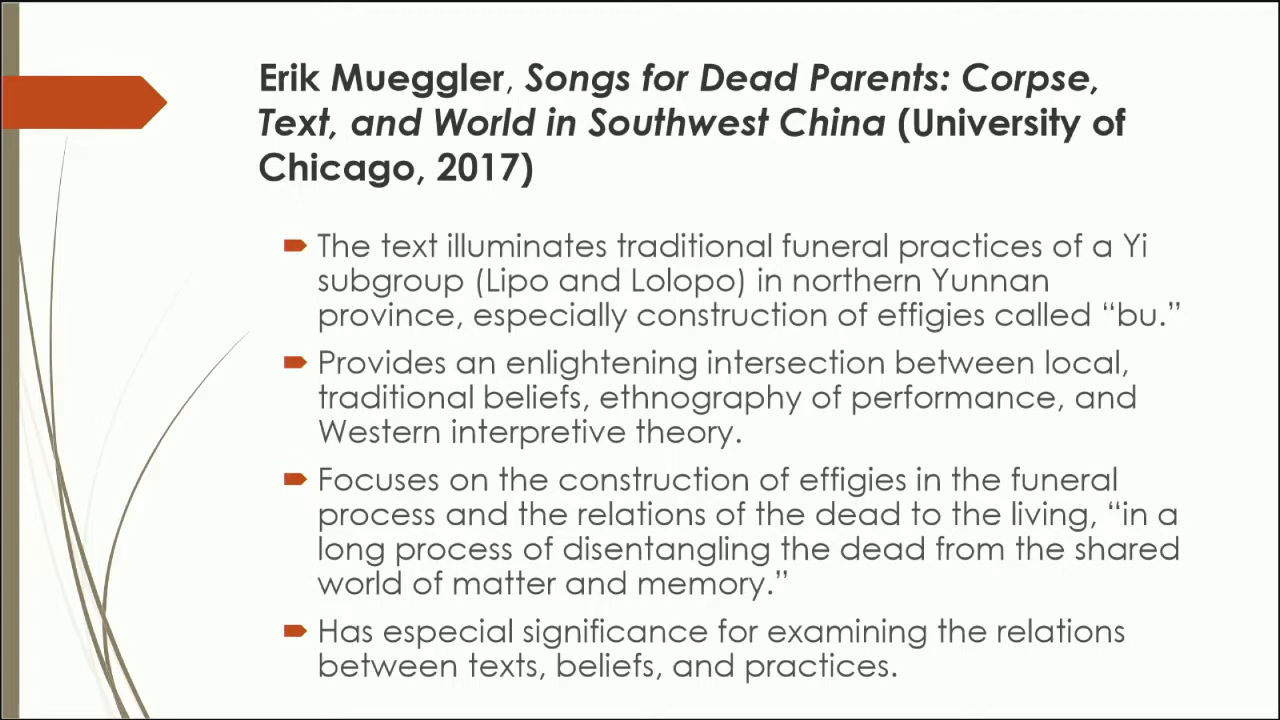 Erik Mueggler, Songs for Dead Parents: Corpse,
Text, and World in Southwest China (University of
Chicago, 2017)
The text illuminates traditional funeral practices of a Yi
subgroup (Lipo and Lolopo) in northern Yunnan
province, especially construction of effigies called “bu.”
Provides an enlightening intersection between local,
traditional beliefs, ethnography of performance, and
Western interpretive theory.
Focuses on the construction of effigies in the funeral
process and the relations of the dead to the living, “in a
long process of disentangling the dead from the shared
world of matter and memory.”
Has especial significance for examining the relations
between texts, beliefs, and practices.